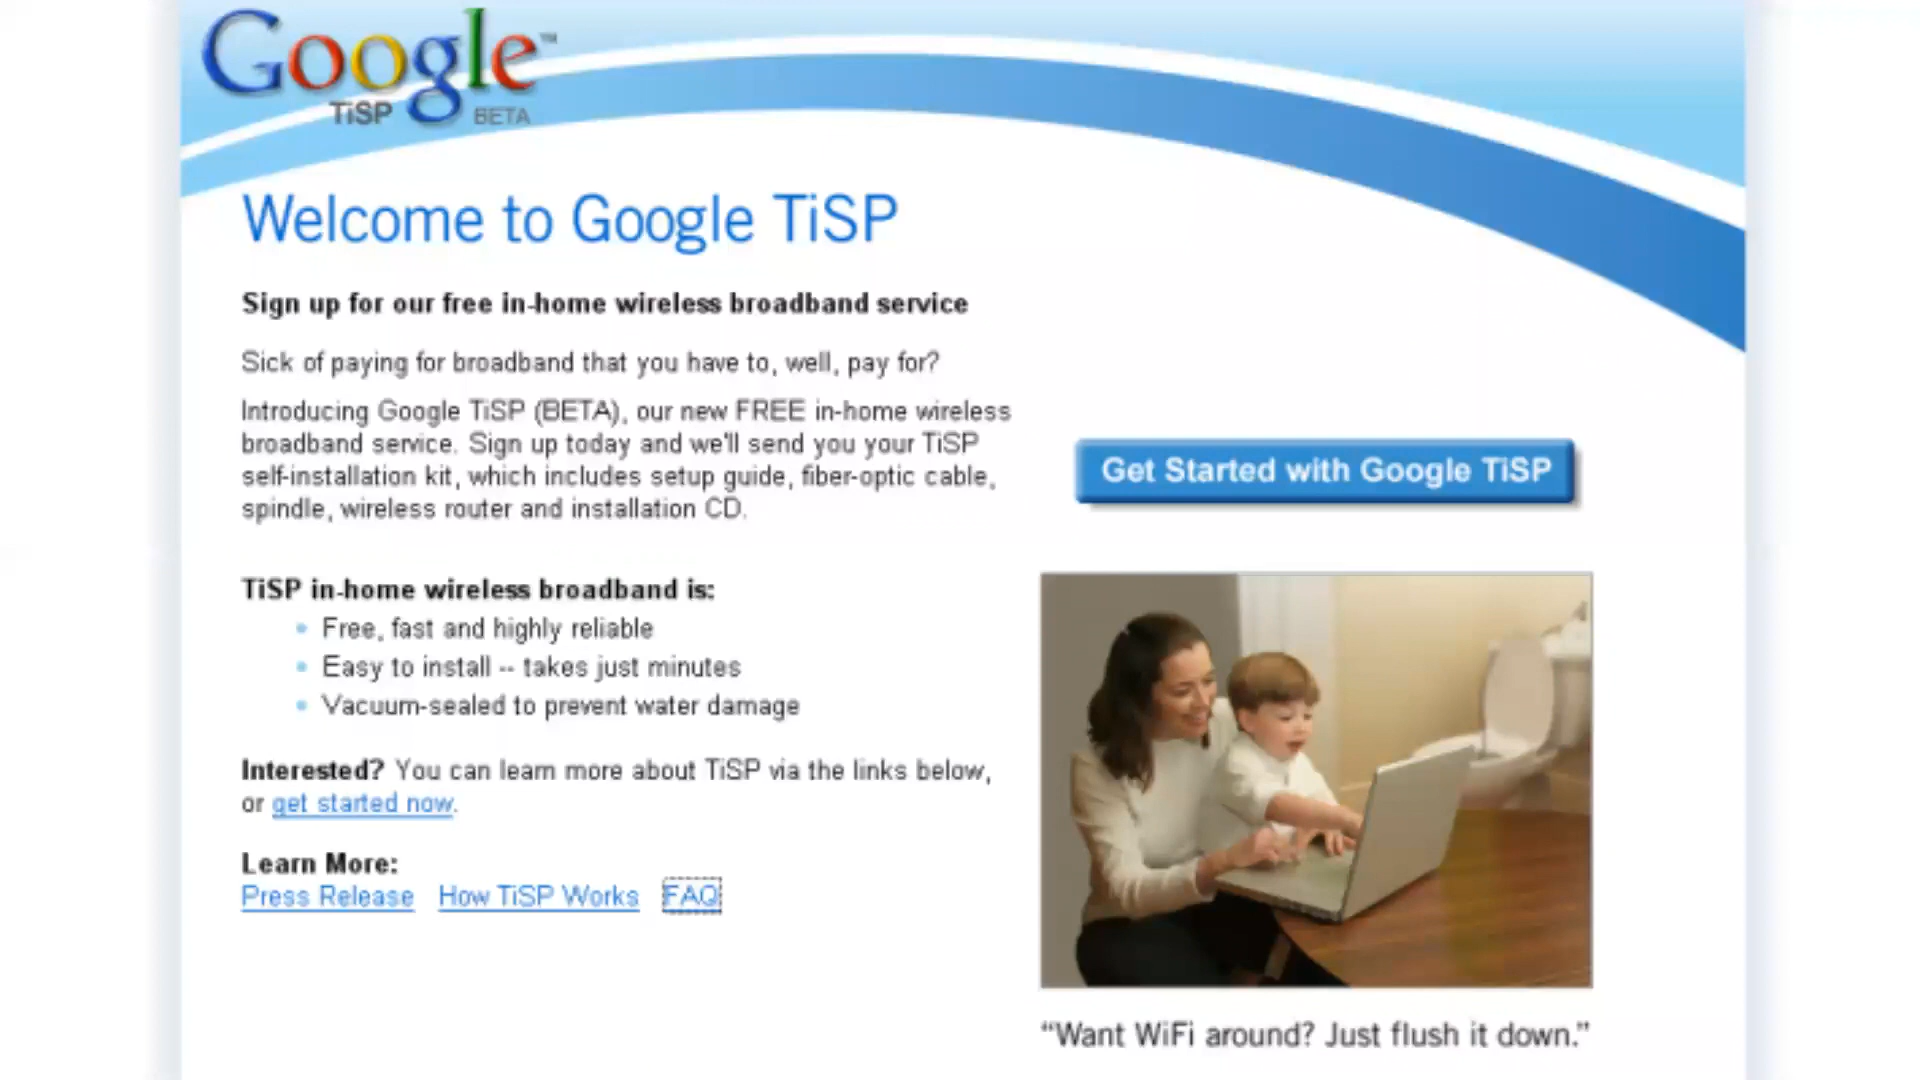 Google™
TiSP BETA
Welcome to Google TiSP
Sign up for our free in-home wireless broadband service
Sick of paying for broadband that you have to, well, pay for?
Introducing Google TiSP (BETA), our new FREE in-home wireless
broadband service. Sign up today and we'll send you your TiSP
self-installation kit, which includes setup guide, fiber-optic cable,
spindle, wireless router and installation CD.
Get Started with Google TiSP
TiSP in-home wireless broadband is:
• Free, fast and highly reliable
• Easy to install -- takes just minutes
• Vacuum-sealed to prevent water damage
Interested? You can learn more about TiSP via the links below,
or get started now.
Learn More:
Press Release How TiSP Works FAQ
“Want WiFi around? Just flush it down.”